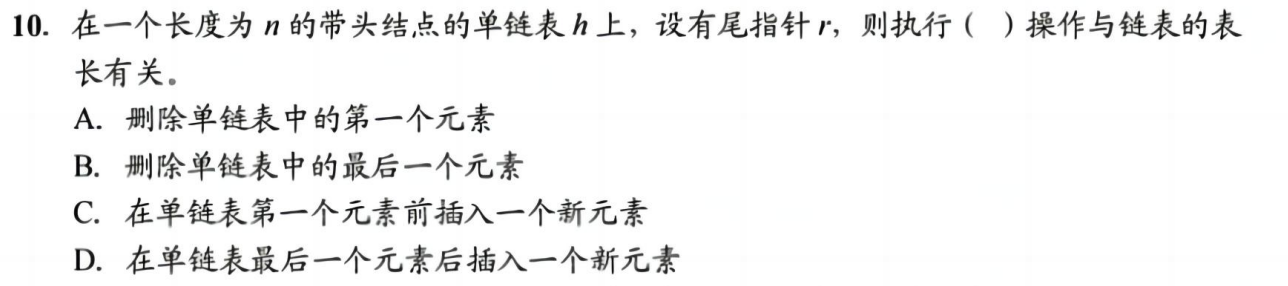 10. 在一个长度为 n 的带头结点的单链表 h 上，设有尾指针 r，则执行（ ）操作与链表的表
长有关。
A. 删除单链表中的第一个元素
B. 删除单链表中的最后一个元素
C. 在单链表第一个元素前插入一个新元素
D. 在单链表最后一个元素后插入一个新元素